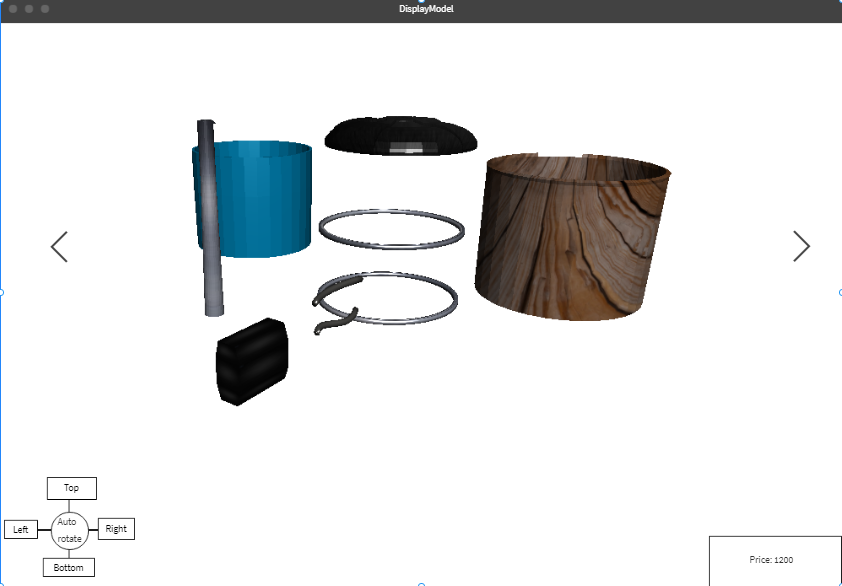 DisplayModel
Top
Left
Auto
rotate
Right
Bottom
Price: 1200